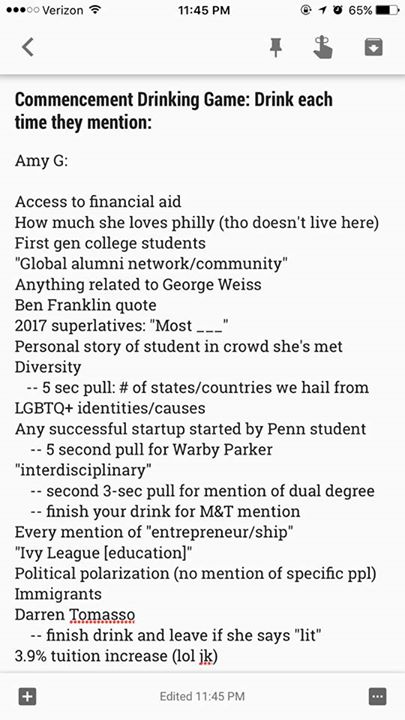 Verizon 11:45 PM 65%
Commencement Drinking Game: Drink each
time they mention:
Amy G:
Access to financial aid
How much she loves philly (tho doesn't live here)
First gen college students
"Global alumni network/community"
Anything related to George Weiss
Ben Franklin quote
2017 superlatives: "Most ___"
Personal story of student in crowd she's met
Diversity
-- 5 sec pull: # of states/countries we hail from
LGBTQ+ identities/causes
Any successful startup started by Penn student
-- 5 second pull for Warby Parker
"interdisciplinary"
-- second 3-sec pull for mention of dual degree
-- finish your drink for M&T mention
Every mention of "entrepreneur/ship"
"Ivy League [education]"
Political polarization (no mention of specific ppl)
Immigrants
Darren Tomasso
-- finish drink and leave if she says "lit"
3.9% tuition increase (lol jk)
Edited 11:45 PM